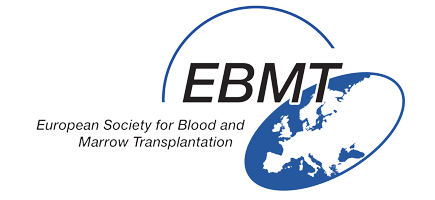 EBMT
European Society for Blood and
Marrow Transplantation